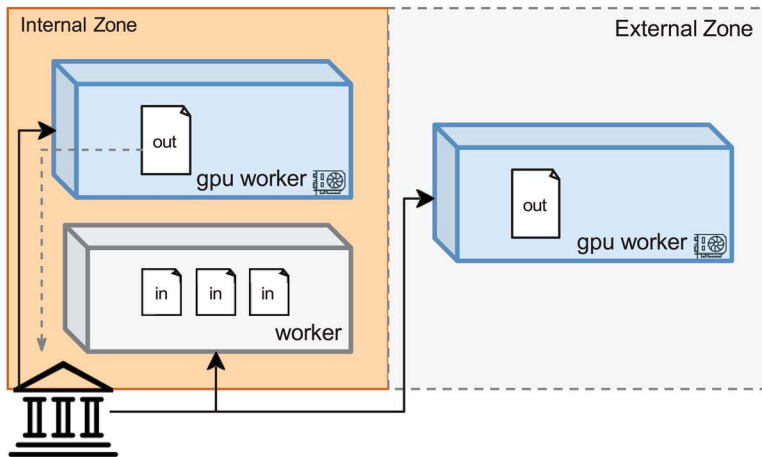 Internal Zone
External Zone
out
gpu worker
out
gpu worker
in in in
worker